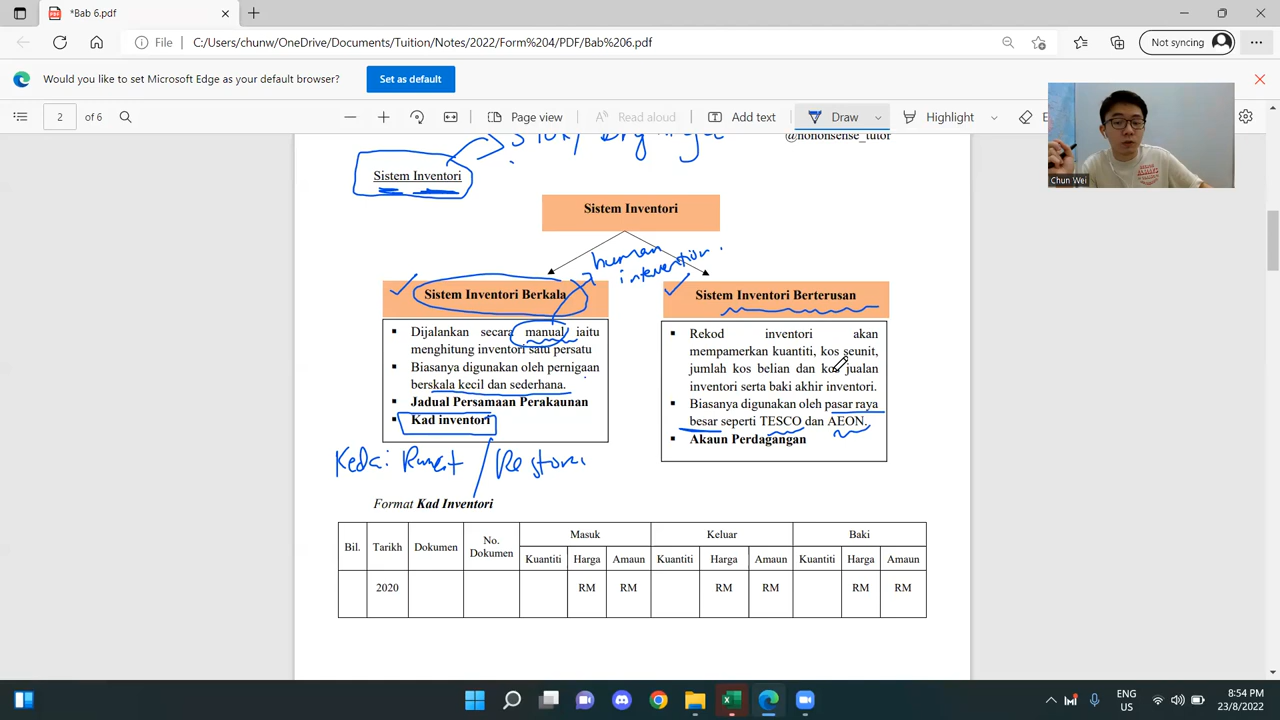 *Bab 6.pdf
File C:/Users/chunw/OneDrive/Documents/Tuition/Notes/2022/Form%204/PDF/Bab%206.pdf Not syncing
Would you like to set Microsoft Edge as your default browser? Set as default
2 of 6 Page view Read aloud Add text Draw Highlight E
@nononsense_tutor
Chun Wei
Sistem Inventori
Sistem Inventori
human
intervention.
Sistem Inventori Berkala
Dijalankan secara manual iaitu
menghitung inventori satu persatu
Biasanya digunakan oleh perniagaan
berskala kecil dan sederhana.
Jadual Persamaan Perakaunan
Kad inventori
Sistem Inventori Berterusan
Rekod inventori akan
mempamerkan kuantiti, kos seunit,
jumlah kos belian dan kos jualan
inventori serta baki akhir inventori.
Biasanya digunakan oleh pasar raya
besar seperti TESCO dan AEON.
Akaun Perdagangan
Kedai Runcit / Restoran
Format Kad Inventori
Bil. Tarikh Dokumen No. Dokumen Masuk Keluar Baki
Kuantiti Harga Amaun Kuantiti Harga Amaun Kuantiti Harga Amaun
2020 RM RM RM RM RM RM
ENG
US
8:54 PM
23/8/2022